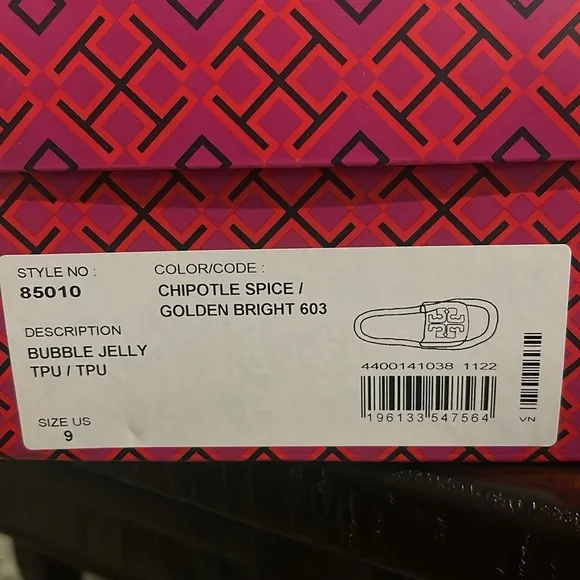 STYLE NO :
85010
COLOR/CODE :
CHIPOTLE SPICE /
GOLDEN BRIGHT 603
DESCRIPTION
BUBBLE JELLY
TPU / TPU
SIZE US
9
4400141038 1122
196133 547564
VN